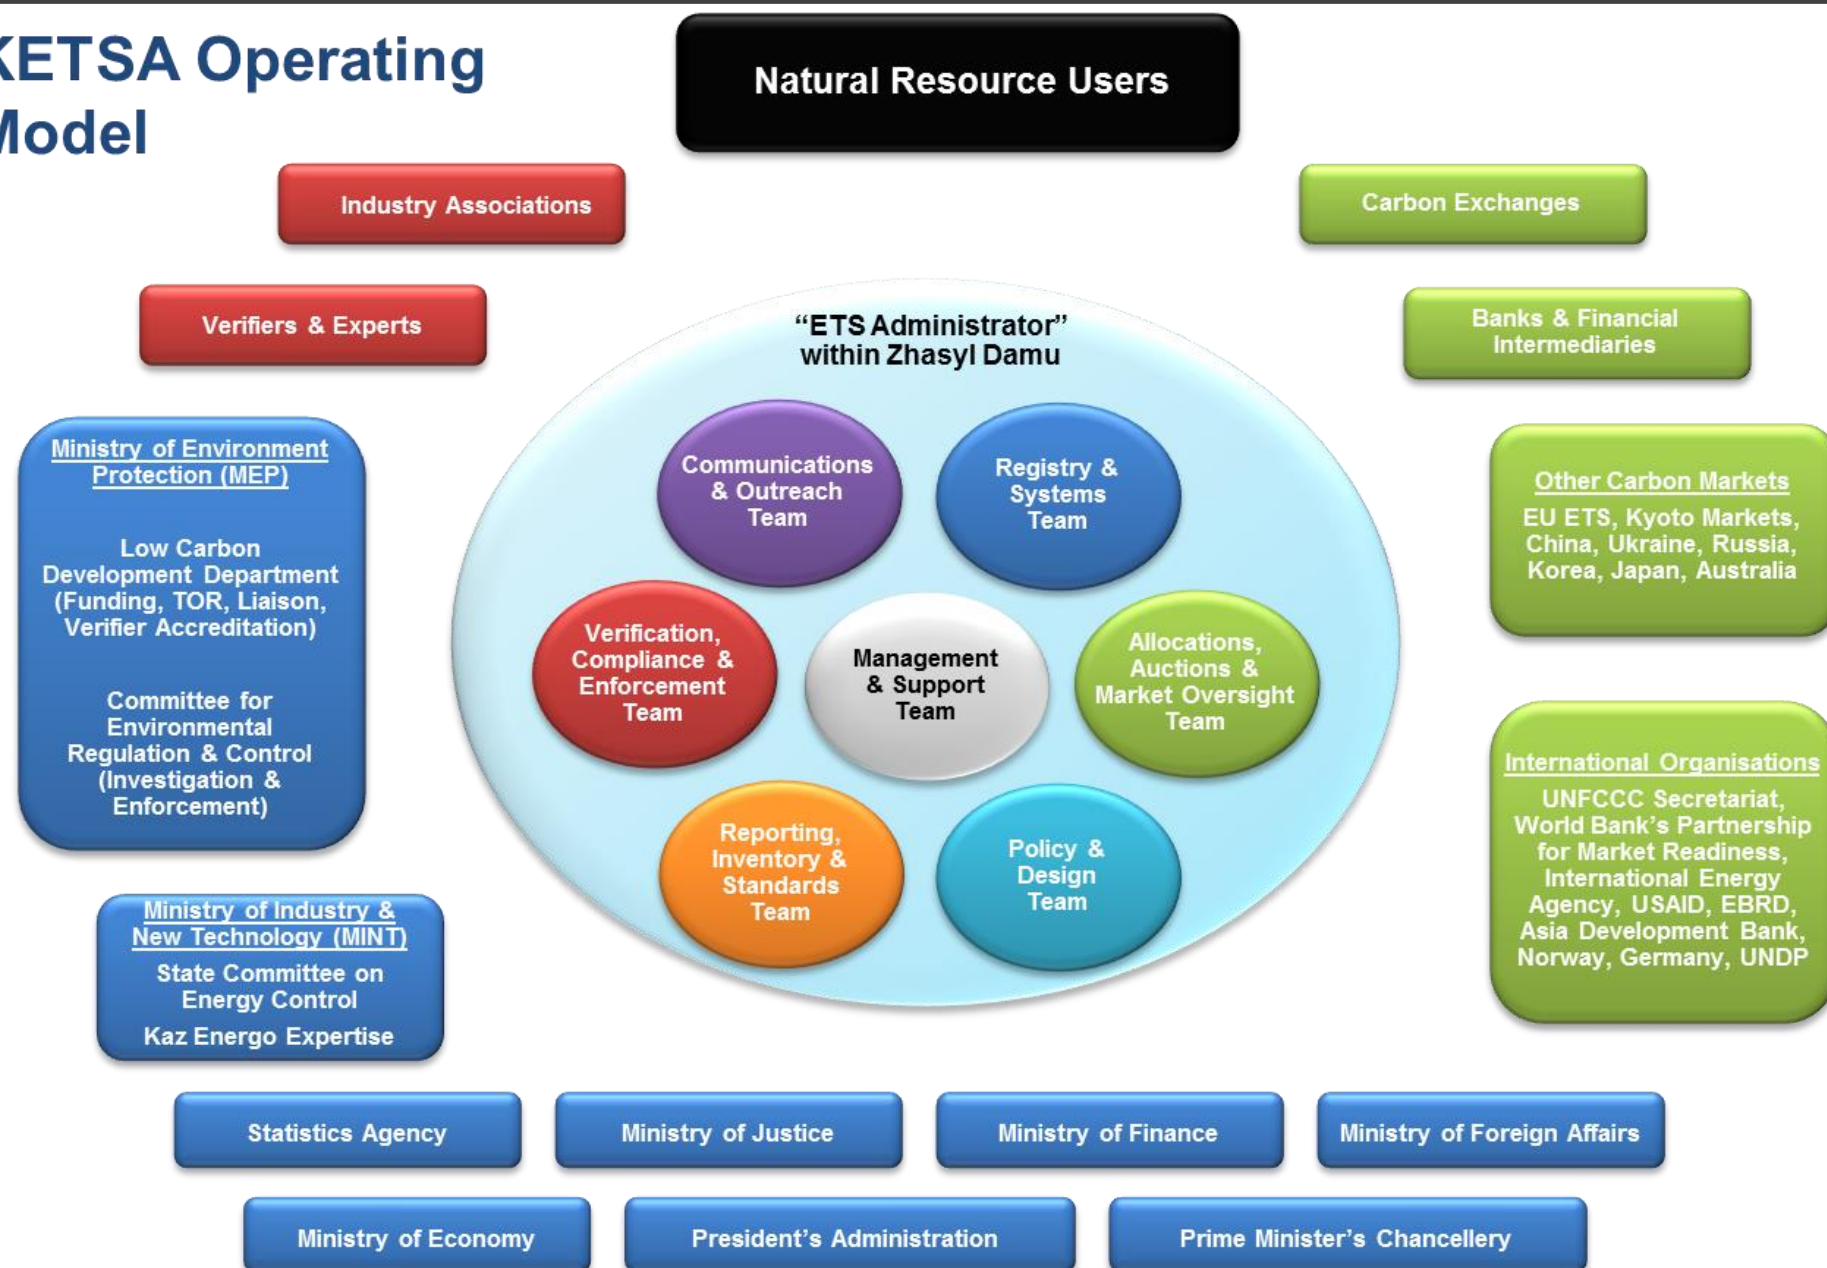 KETSA Operating
Model
Natural Resource Users
Industry Associations
Carbon Exchanges
Verifiers & Experts
Banks & Financial
Intermediaries
“ETS Administrator”
within Zhasyl Damu
Communications
& Outreach
Team
Registry &
Systems
Team
Verification,
Compliance &
Enforcement
Team
Management
& Support
Team
Allocations,
Auctions &
Market Oversight
Team
Reporting,
Inventory &
Standards
Team
Policy &
Design
Team
Ministry of Environment
Protection (MEP)
Low Carbon
Development Department
(Funding, TOR, Liaison,
Verifier Accreditation)
Committee for
Environmental
Regulation & Control
(Investigation &
Enforcement)
Other Carbon Markets
EU ETS, Kyoto Markets,
China, Ukraine, Russia,
Korea, Japan, Australia
International Organisations
UNFCCC Secretariat,
World Bank’s Partnership
for Market Readiness,
International Energy
Agency, USAID, EBRD,
Asia Development Bank,
Norway, Germany, UNDP
Ministry of Industry &
New Technology (MINT)
State Committee on
Energy Control
Kaz Energo Expertise
Statistics Agency
Ministry of Justice
Ministry of Finance
Ministry of Foreign Affairs
Ministry of Economy
President’s Administration
Prime Minister’s Chancellery